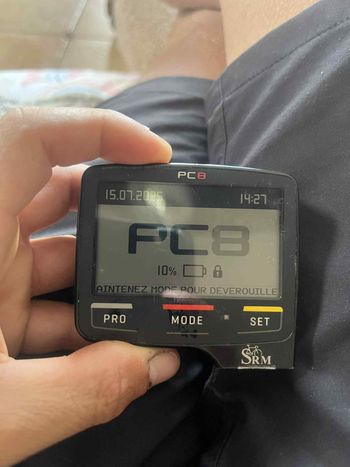 PC8
15.07.2025 14:27
PC8
10%
AINTENEZ MODE POUR DEVEROUILLE
PRO MODE SET
SRM